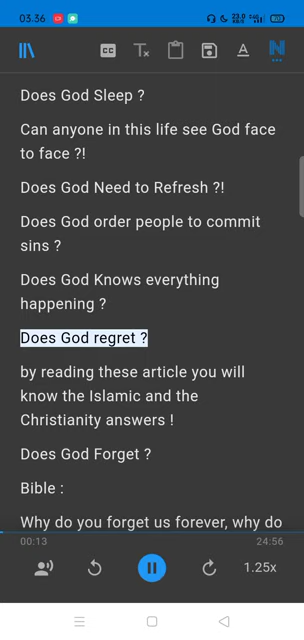 03.36
CC
Does God Sleep ?
Can anyone in this life see God face
to face ?!
Does God Need to Refresh ?!
Does God order people to commit
sins ?
Does God Knows everything
happening ?
Does God regret ?
by reading these article you will
know the Islamic and the
Christianity answers !
Does God Forget ?
Bible :
Why do you forget us forever, why do
00:13
24:56
1.25x